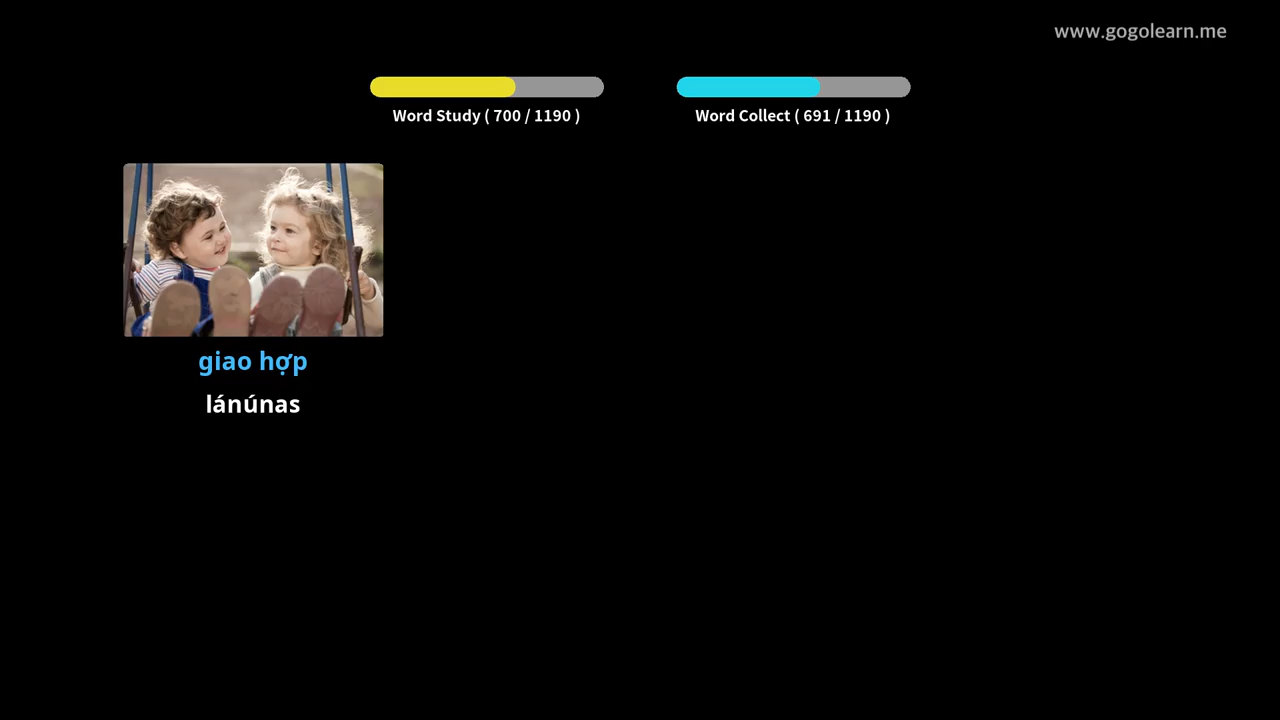 www.gogolearn.me
Word Study ( 700 / 1190 )
Word Collect ( 691 / 1190 )
giao hợp
lánúnas